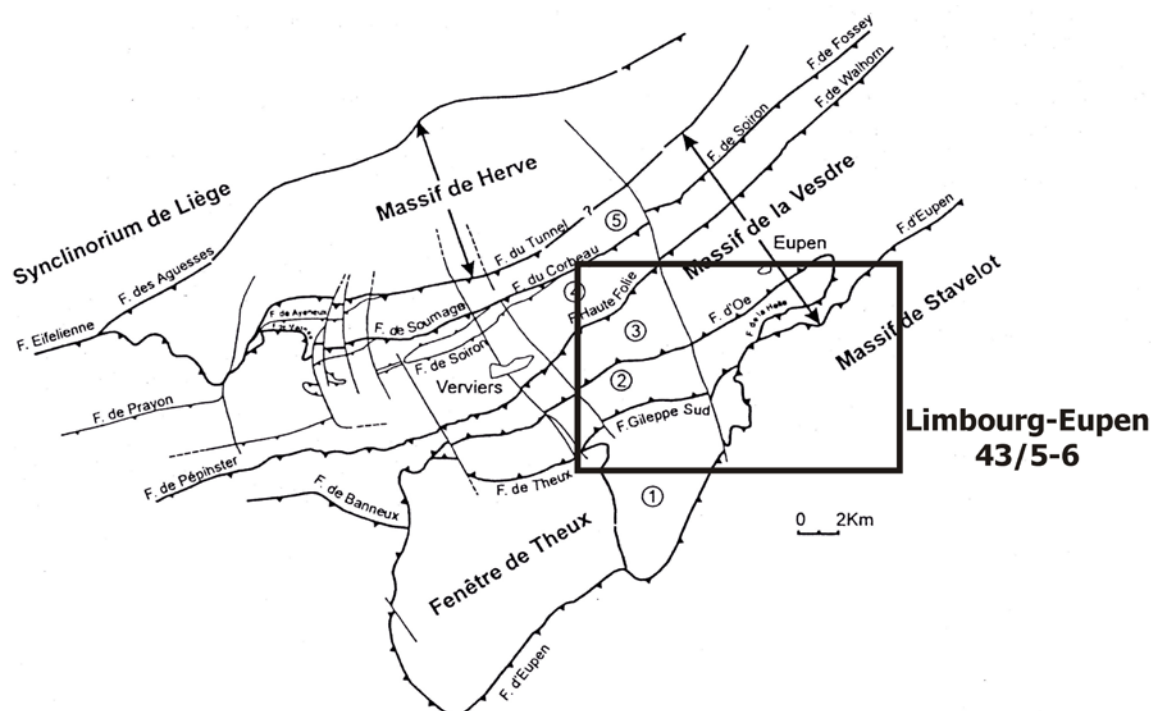 F. de Fossey
F. de Walhorn
F. de Soiron
Massif de Herve
Synclinorium de Liège
Massif de la Vesdre
F. du Tunnel ?
5
F. d'Eupen
F. des Aguesses
Eupen
F. du Corbeau
4
F. Haute Folie
F. d'Oe
F. de Soumagne
F. Eifelienne
3
Massif de Stavelot
F. de Soiron
Verviers
2
F. de Prayon
F. Gileppe Sud
Limbourg-Eupen
43/5-6
F. de Pépinster
F. de Theux
F. de Banneux
1
0 2Km
Fenêtre de Theux
F. d'Eupen